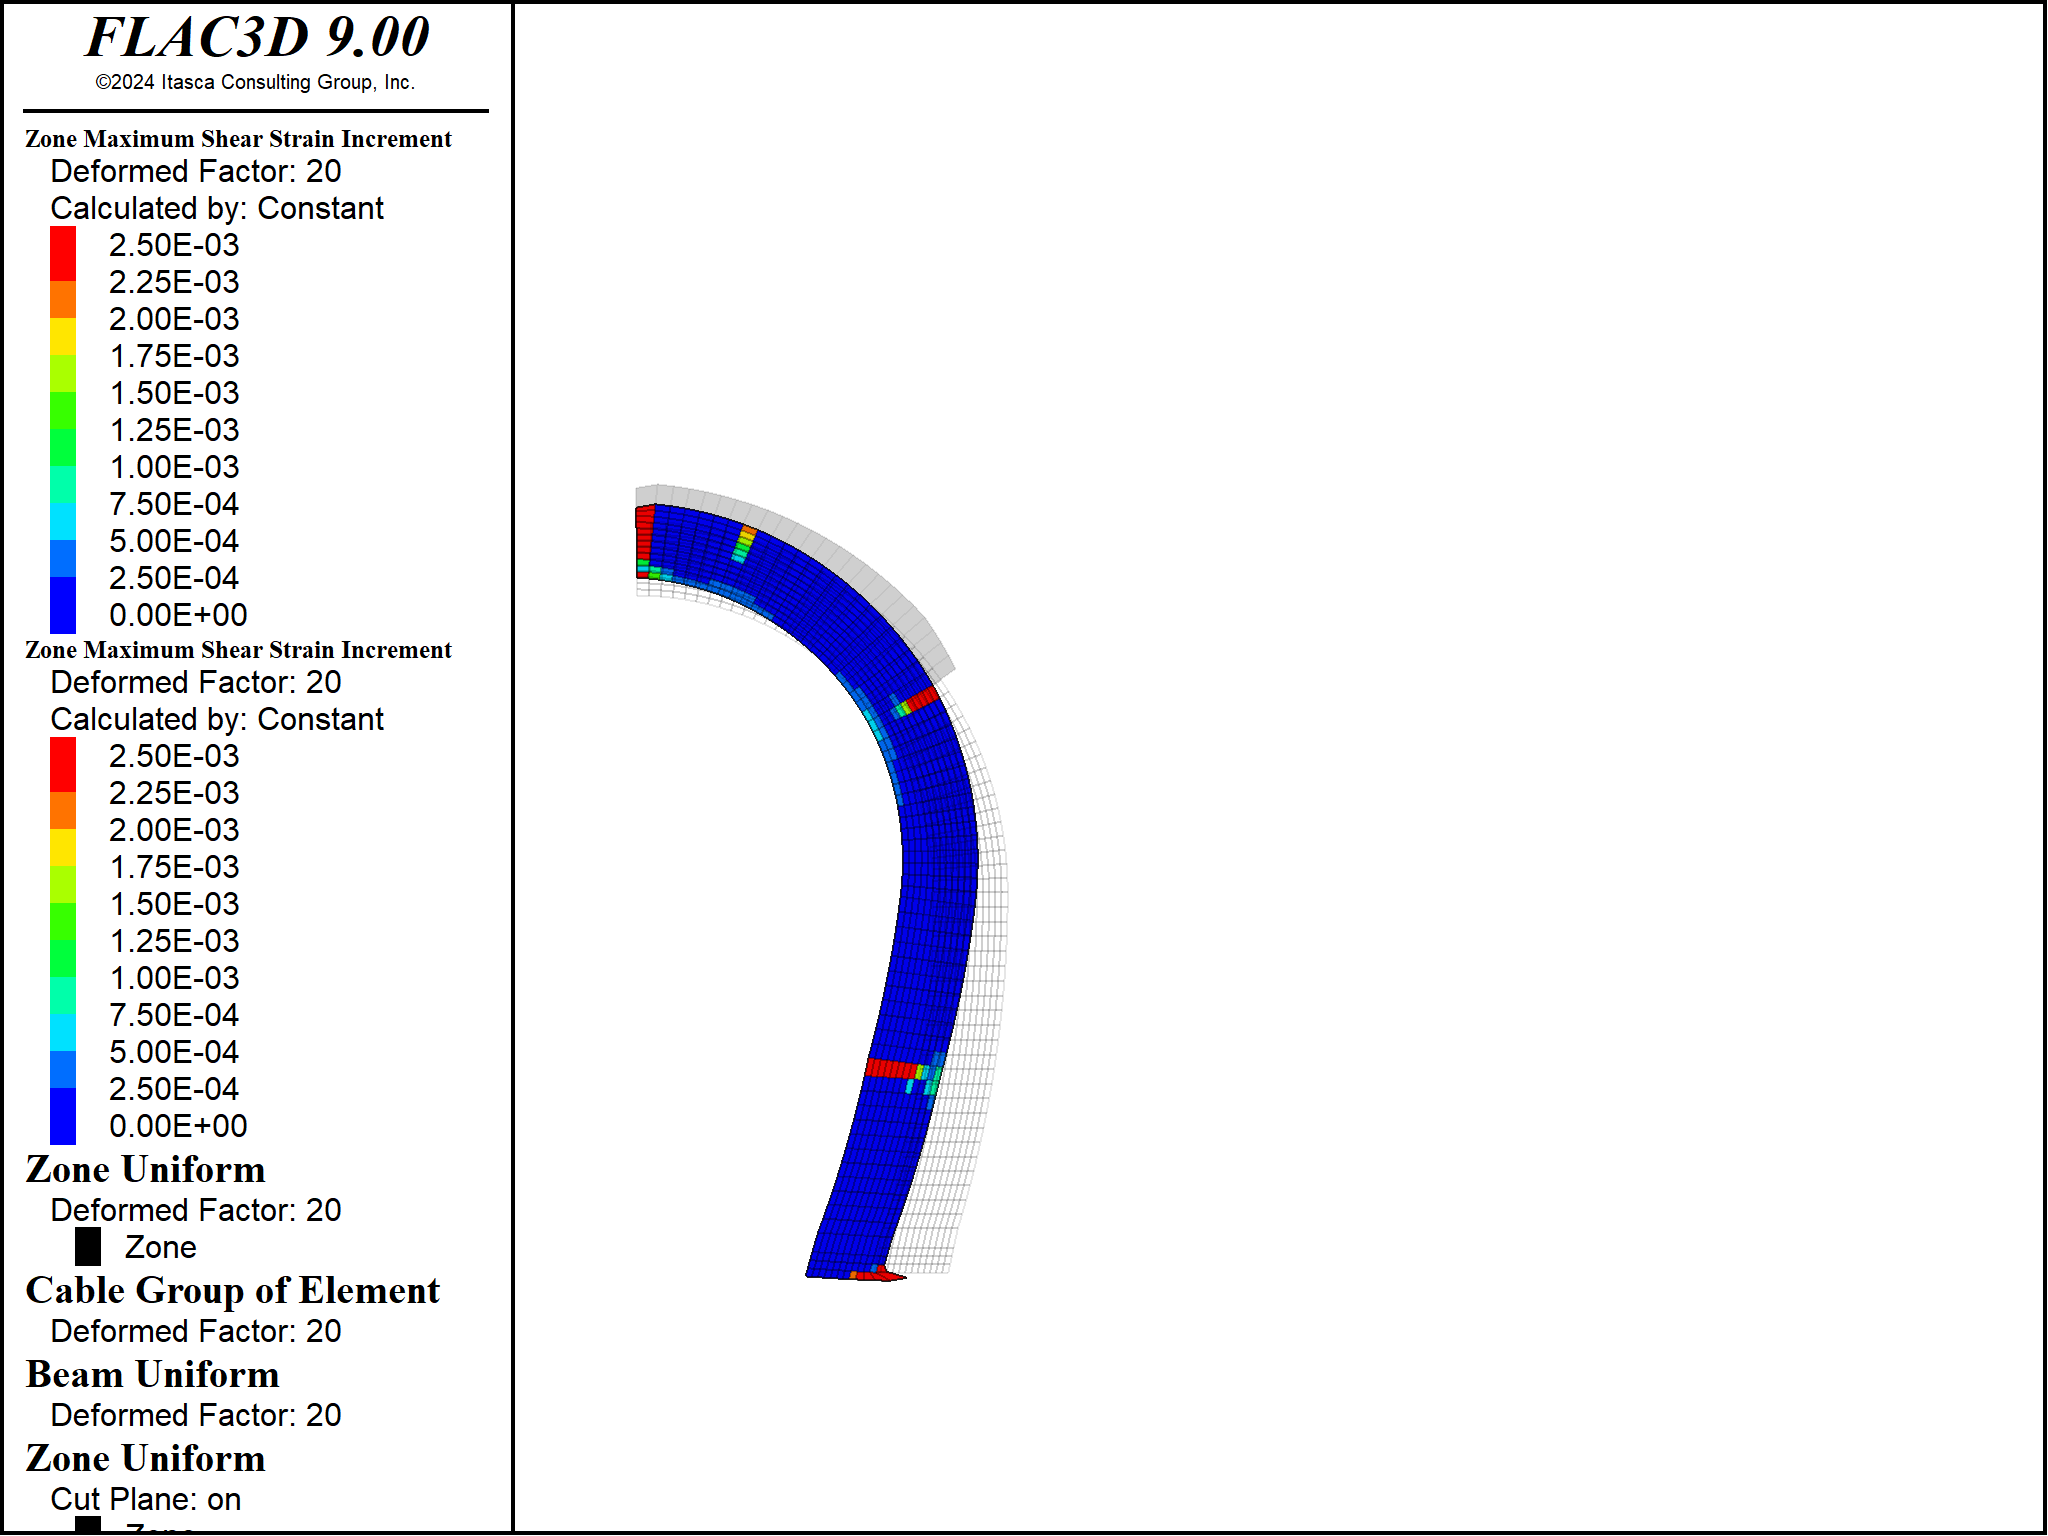 FLAC3D 9.00
©2024 Itasca Consulting Group, Inc.
Zone Maximum Shear Strain Increment
Deformed Factor: 20
Calculated by: Constant
2.50E-03
2.25E-03
2.00E-03
1.75E-03
1.50E-03
1.25E-03
1.00E-03
7.50E-04
5.00E-04
2.50E-04
0.00E+00
Zone Maximum Shear Strain Increment
Deformed Factor: 20
Calculated by: Constant
2.50E-03
2.25E-03
2.00E-03
1.75E-03
1.50E-03
1.25E-03
1.00E-03
7.50E-04
5.00E-04
2.50E-04
0.00E+00
Zone Uniform
Deformed Factor: 20
Zone
Cable Group of Element
Deformed Factor: 20
Beam Uniform
Deformed Factor: 20
Zone Uniform
Cut Plane: on